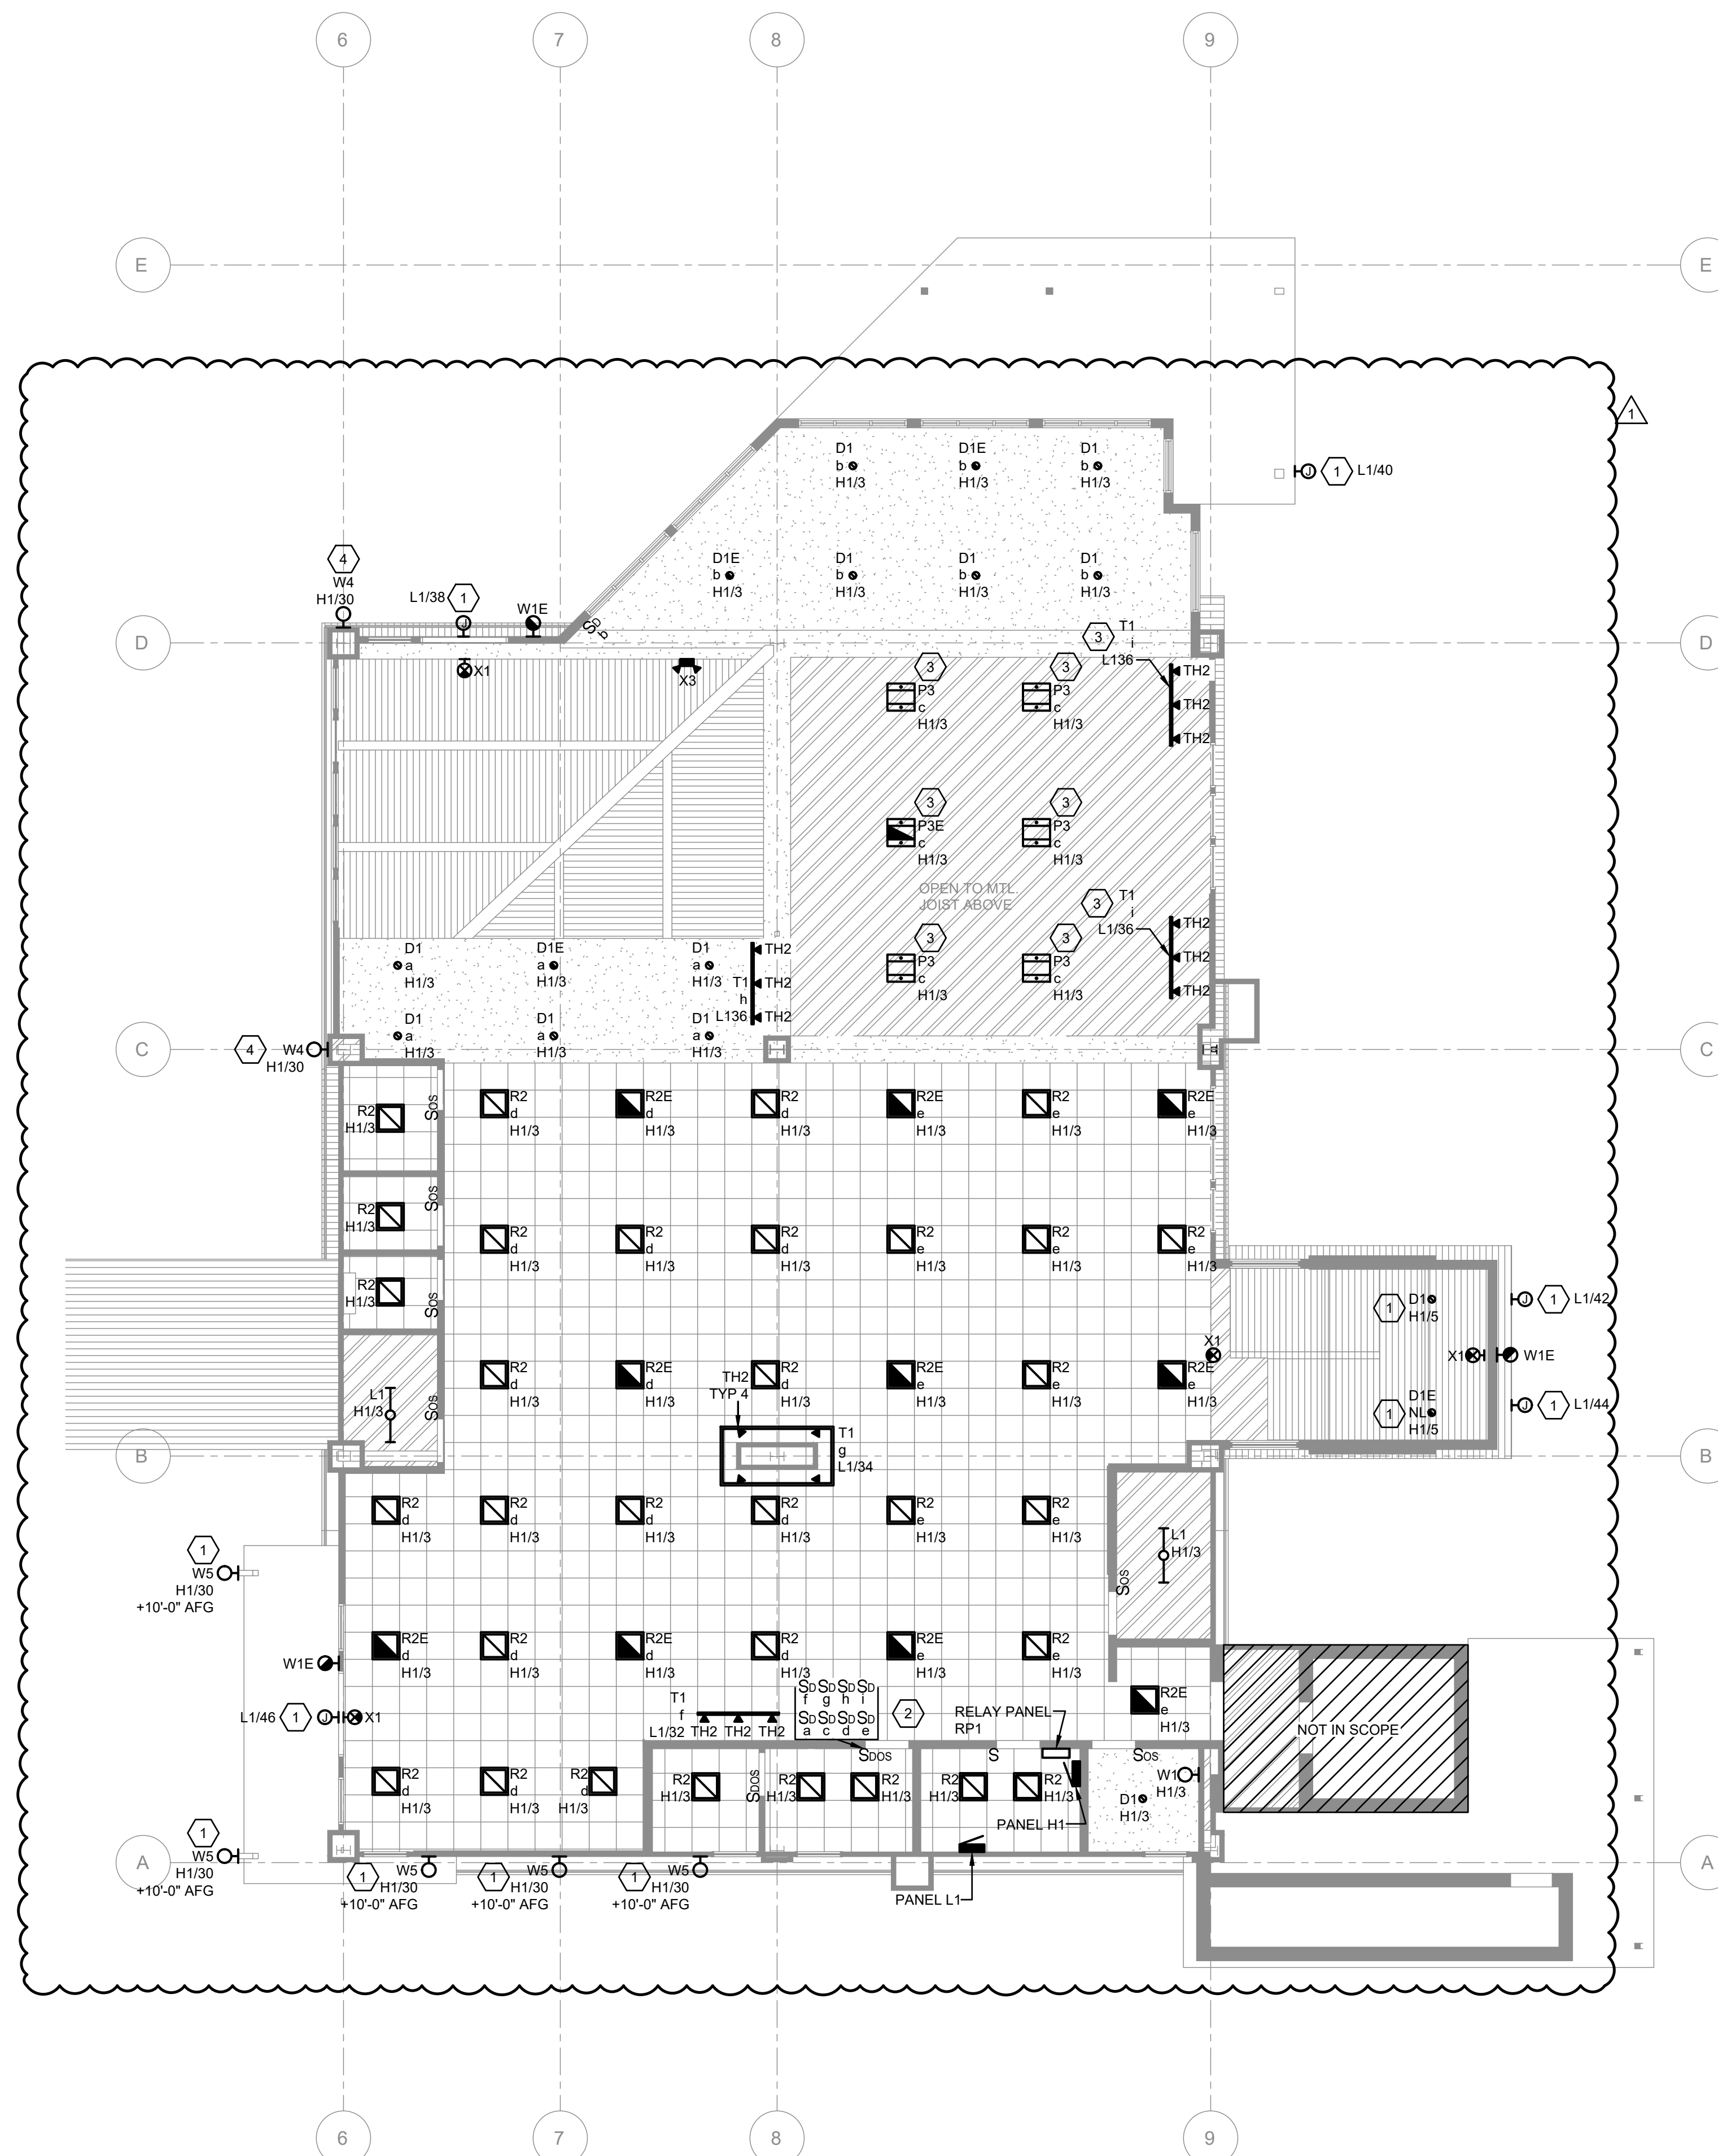 6
7
8
9
E
E
1
D1
b
H1/3
D1E
b
H1/3
D1
b
H1/3
J
1
L1/40
D1E
b
H1/3
D1
b
H1/3
D1
b
H1/3
D1
b
H1/3
4
W4
H1/30
L1/38
1
J
W1E
SD
b
D
D
X1
X3
3
T1
i
L136
TH2
TH2
TH2
3
P3
c
H1/3
3
P3
c
H1/3
3
P3E
c
H1/3
3
P3
c
H1/3
OPEN TO MTL.
JOIST ABOVE
3
T1
i
L1/36
TH2
TH2
TH2
3
P3
c
H1/3
3
P3
c
H1/3
D1
a
H1/3
D1E
a
H1/3
D1
a
H1/3
T1
h
L136
TH2
TH2
TH2
D1
a
H1/3
D1
a
H1/3
D1
a
H1/3
C
C
4
W4
H1/30
R2
H1/3
SOS
R2
d
H1/3
R2E
d
H1/3
R2
d
H1/3
R2E
e
H1/3
R2
e
H1/3
R2E
e
H1/3
R2
H1/3
SOS
R2
d
H1/3
R2
d
H1/3
R2
d
H1/3
R2
e
H1/3
R2
e
H1/3
R2
e
H1/3
R2
H1/3
SOS
1
D1
H1/5
J
1
L1/42
X1
X1
W1E
1
D1E
NL
H1/5
J
1
L1/44
L1
H1/3
SOS
R2
d
H1/3
R2E
d
H1/3
R2
d
H1/3
R2E
e
H1/3
R2
e
H1/3
R2E
e
H1/3
TH2
TYP 4
T1
g
L1/34
B
B
R2
d
H1/3
R2
d
H1/3
R2
d
H1/3
R2
d
H1/3
R2
e
H1/3
R2
e
H1/3
L1
H1/3
SOS
1
W5
H1/30
+10'-0" AFG
R2E
d
H1/3
R2
d
H1/3
R2E
d
H1/3
R2
d
H1/3
R2E
e
H1/3
R2
e
H1/3
W1E
L1/46
1
J
X1
T1
f
L1/32
TH2 TH2 TH2
SD SD SD SD
f g h i
SD SD SD SD
a c d e
2
RELAY PANEL
RP1
R2E
e
H1/3
NOT IN SCOPE
SDOS
S
SOS
R2
d
H1/3
R2
d
H1/3
R2
d
H1/3
R2
H1/3
SDOS
R2
H1/3
R2
H1/3
R2
H1/3
R2
H1/3
D1
H1/3
W1
H1/3
PANEL H1
PANEL L1
1
W5
H1/30
+10'-0" AFG
A
A
1
W5
H1/30
+10'-0" AFG
1
W5
H1/30
+10'-0" AFG
1
W5
H1/30
+10'-0" AFG
6
7
8
9